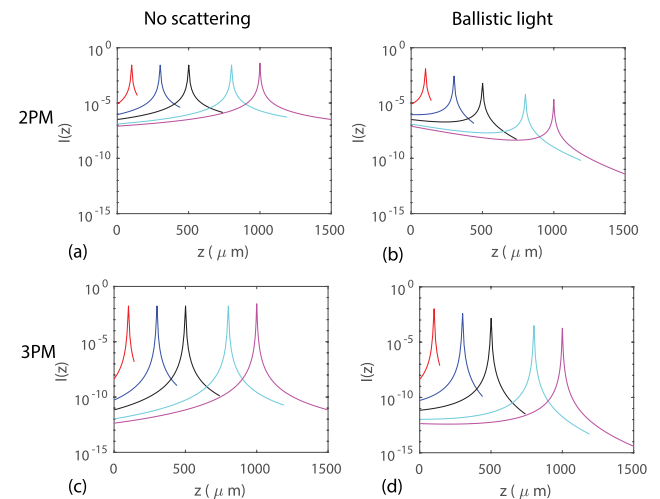 No scattering
Ballistic light
2PM
10^0
10^-5
10^-10
10^-15
I(z)
0 500 1000 1500
z ( μ m)
(a)
10^0
10^-5
10^-10
10^-15
I(z)
0 500 1000 1500
z ( μ m)
(b)
3PM
10^0
10^-5
10^-10
10^-15
I(z)
0 500 1000 1500
z ( μ m)
(c)
10^0
10^-5
10^-10
10^-15
I(z)
0 500 1000 1500
z ( μ m)
(d)